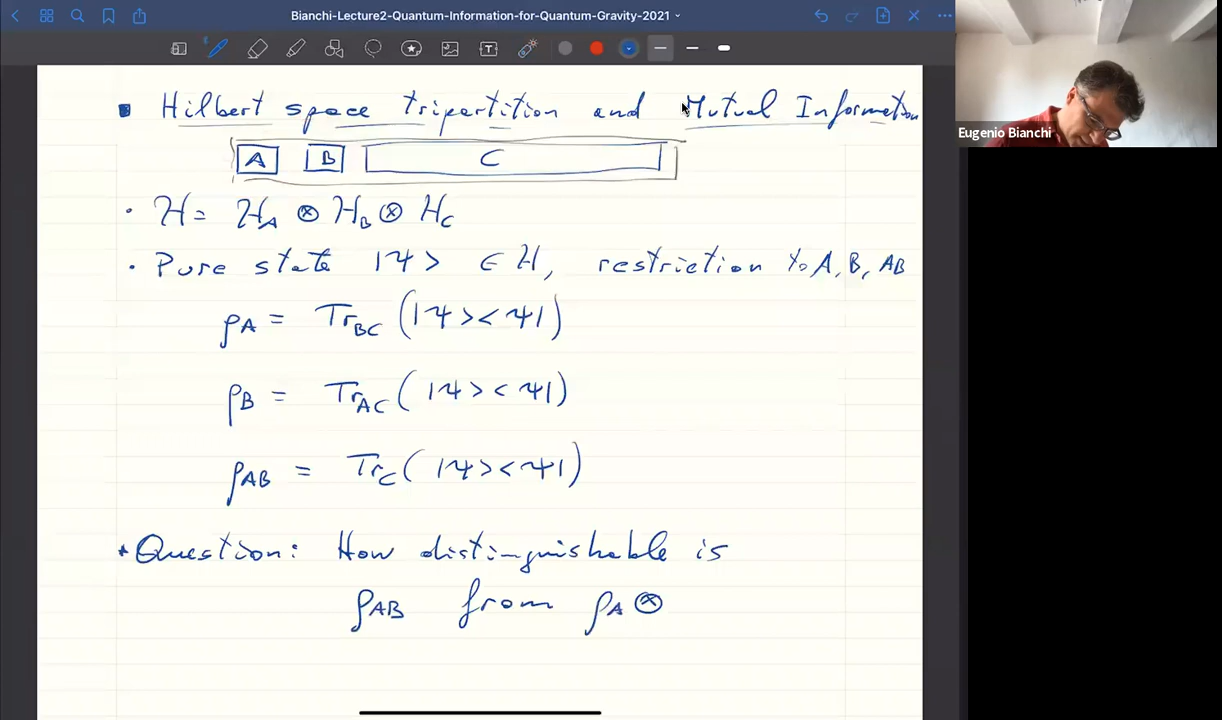 Bianchi-Lecture2-Quantum-Information-for-Quantum-Gravity-2021
Eugenio Bianchi
▪ Hilbert space tripartition and Mutual Information
A B C
· ℋ = ℋ_A ⊗ ℋ_B ⊗ ℋ_C
· Pure state |ψ> ∈ ℋ, restriction to A, B, AB
ρ_A = Tr_BC (|ψ><ψ|)
ρ_B = Tr_AC (|ψ><ψ|)
ρ_AB = Tr_C (|ψ><ψ|)
* Question: How distinguishable is
ρ_AB from ρ_A ⊗